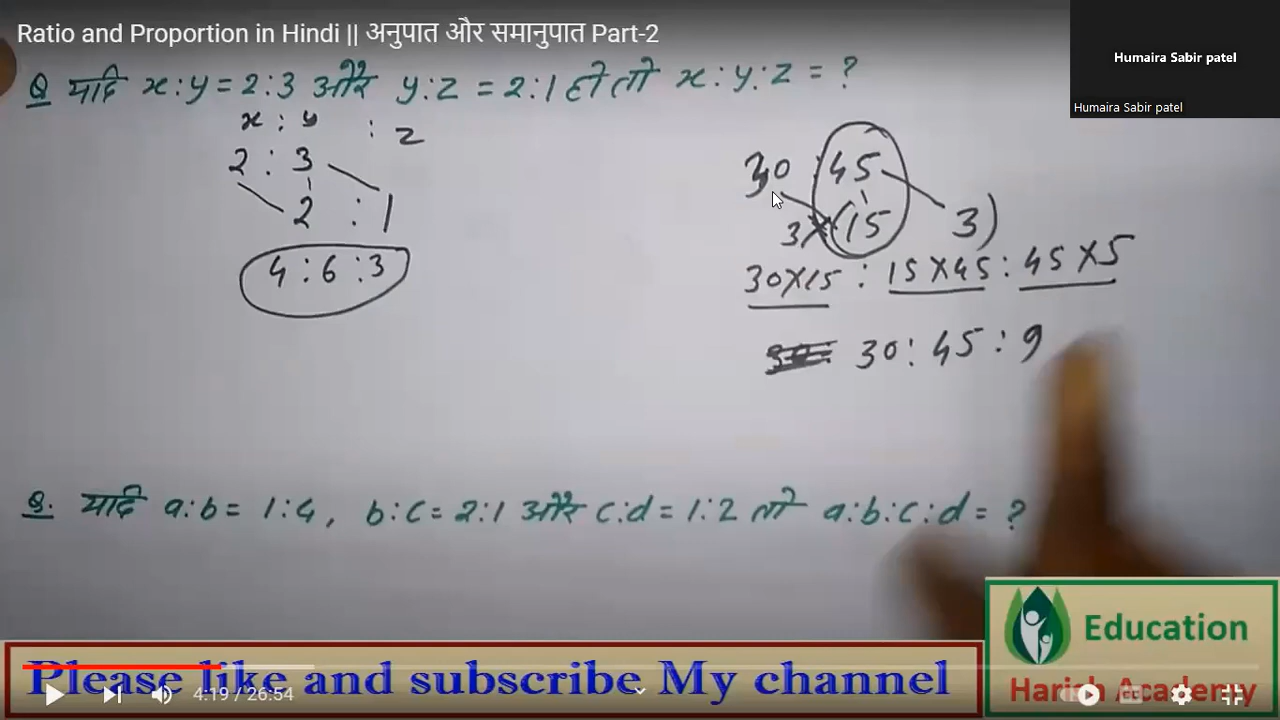 Ratio and Proportion in Hindi || अनुपात और समानुपात Part-2
Humaira Sabir patel
Humaira Sabir patel
Q यदि x:y=2:3 और y:z=2:1 हो तो x:y:z=?
x : y : z
2 : 3
2 : 1
4:6:3
30 : 45
3×(15 3)
30×15 : 15×45 : 45×5
30:45:9
Q. यदि a:b=1:4, b:c=2:1 और c:d=1:2 तो a:b:c:d=?
Education
Harish Academy
Please like and subscribe My channel
4:19 / 26:54